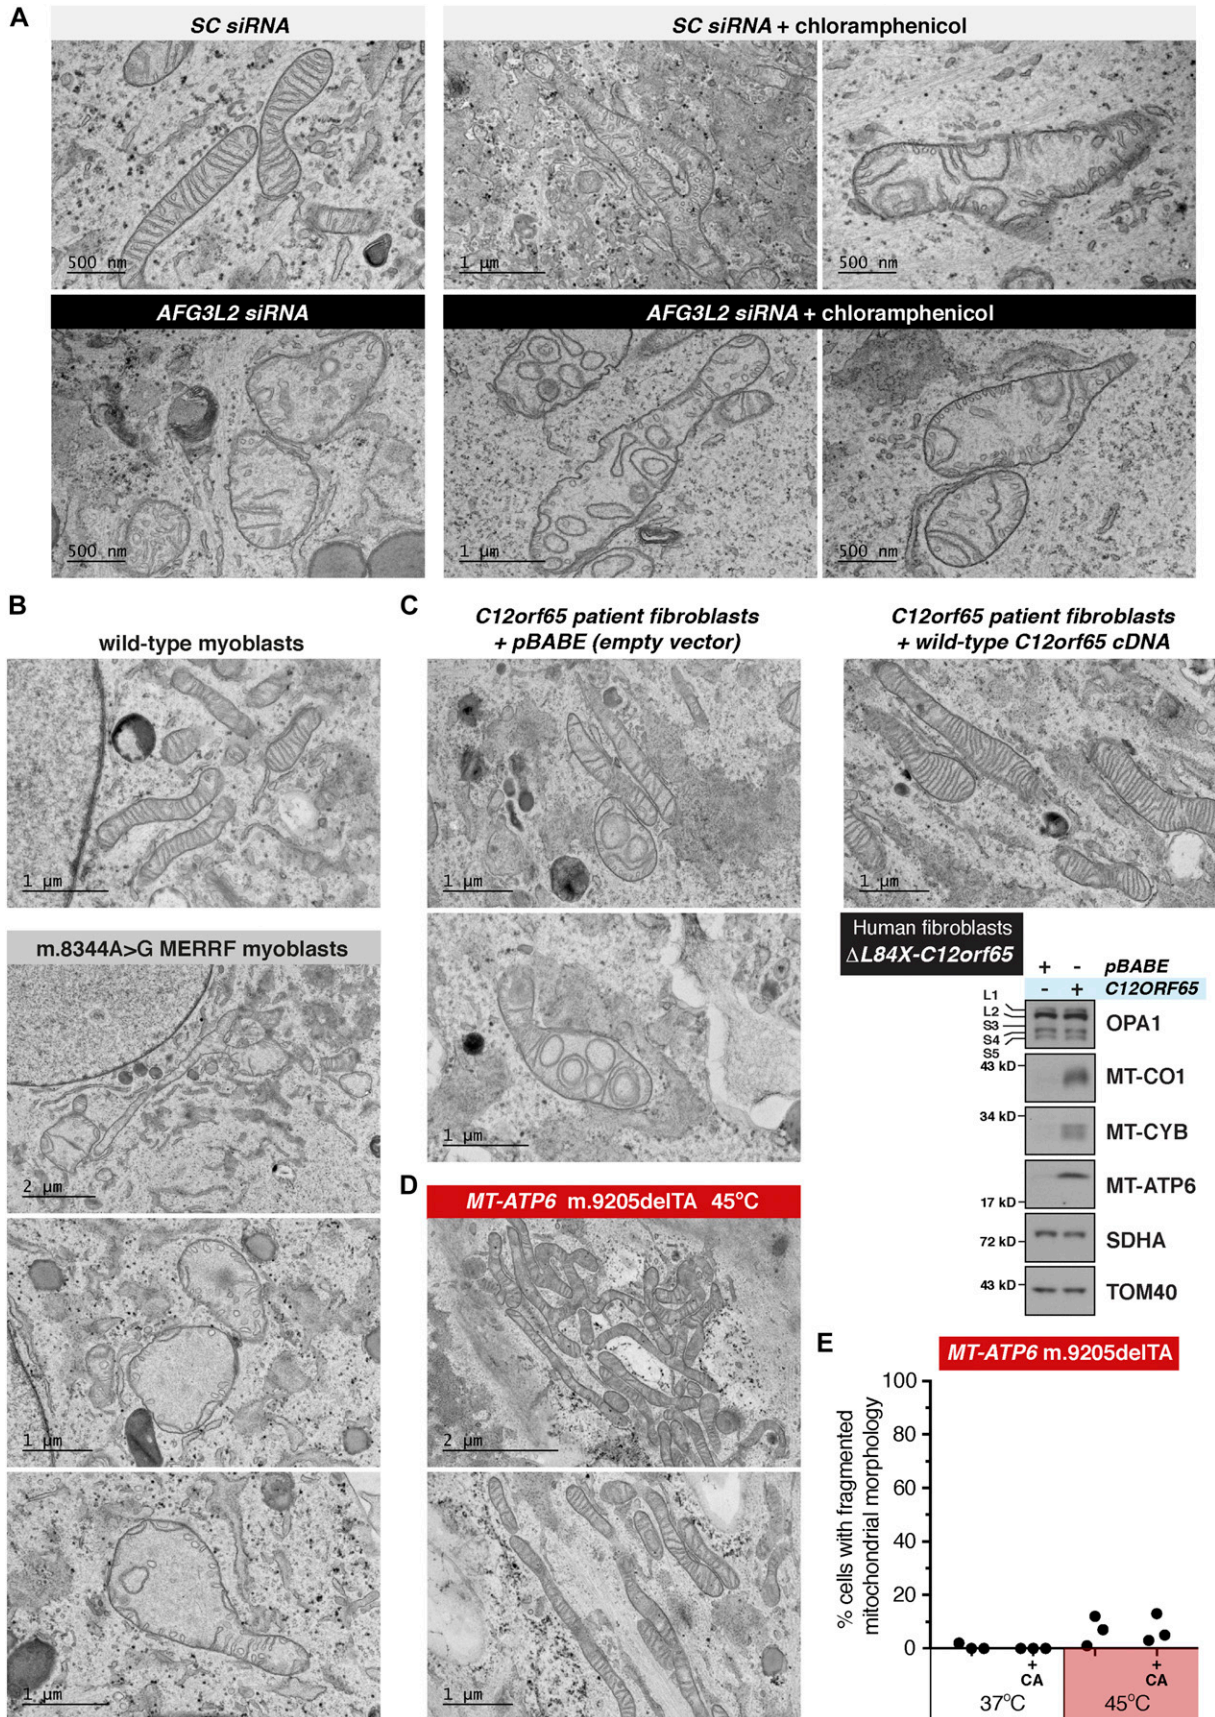 A
SC siRNA
SC siRNA + chloramphenicol
500 nm
1 µm
500 nm
AFG3L2 siRNA
AFG3L2 siRNA + chloramphenicol
500 nm
1 µm
500 nm
B
wild-type myoblasts
1 µm
m.8344A>G MERRF myoblasts
2 µm
1 µm
1 µm
C
C12orf65 patient fibroblasts
+ pBABE (empty vector)
1 µm
1 µm
C12orf65 patient fibroblasts
+ wild-type C12orf65 cDNA
1 µm
Human fibroblasts
ΔL84X-C12orf65
+ - pBABE
- + C12ORF65
L1
L2
S3
S4
S5
OPA1
43 kD
MT-CO1
34 kD
MT-CYB
MT-ATP6
17 kD
72 kD
SDHA
43 kD
TOM40
D
MT-ATP6 m.9205delTA 45°C
2 µm
1 µm
E
MT-ATP6 m.9205delTA
% cells with fragmented
mitochondrial morphology
100
80
60
40
20
0
+
CA
+
CA
37°C
45°C